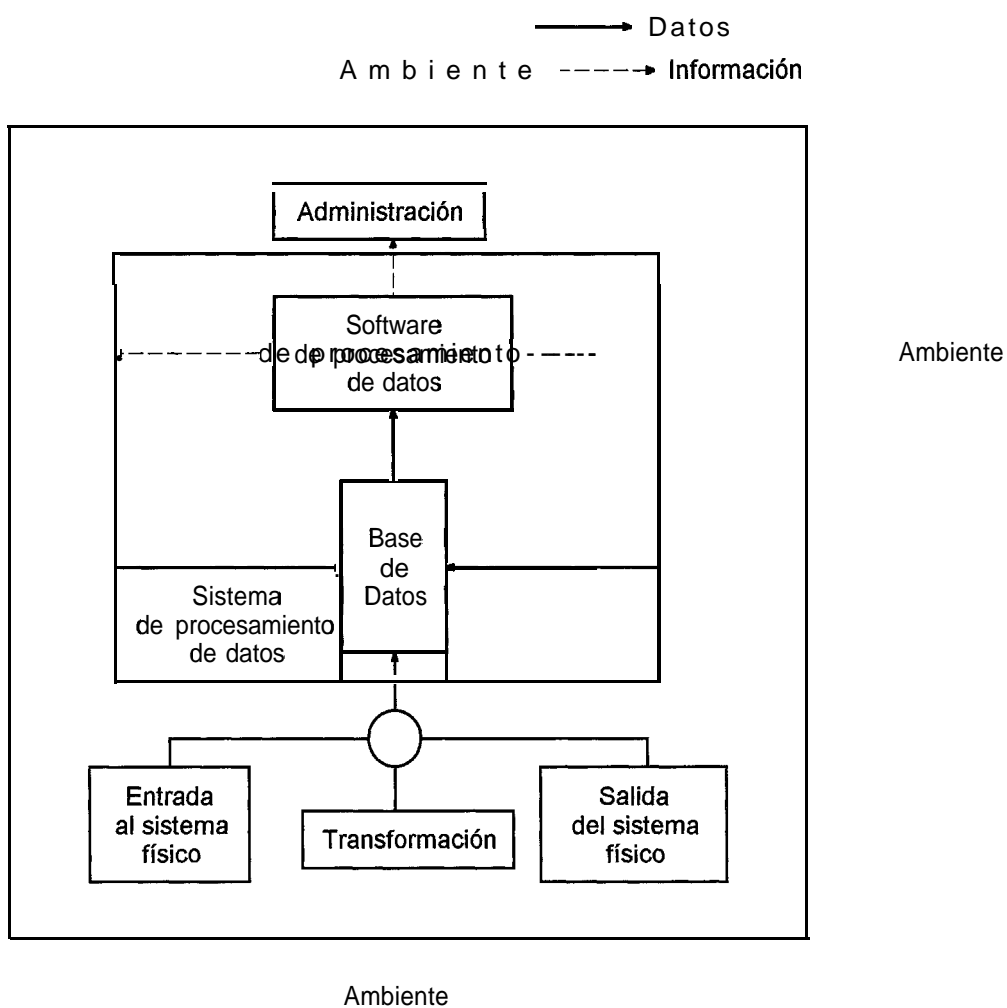 Datos
Ambiente Información
Administración
Software
de procesamiento
de datos
Ambiente
Base
de
Datos
Sistema
de procesamiento
de datos
Entrada
al sistema
físico
Transformación
Salida
del sistema
físico
Ambiente